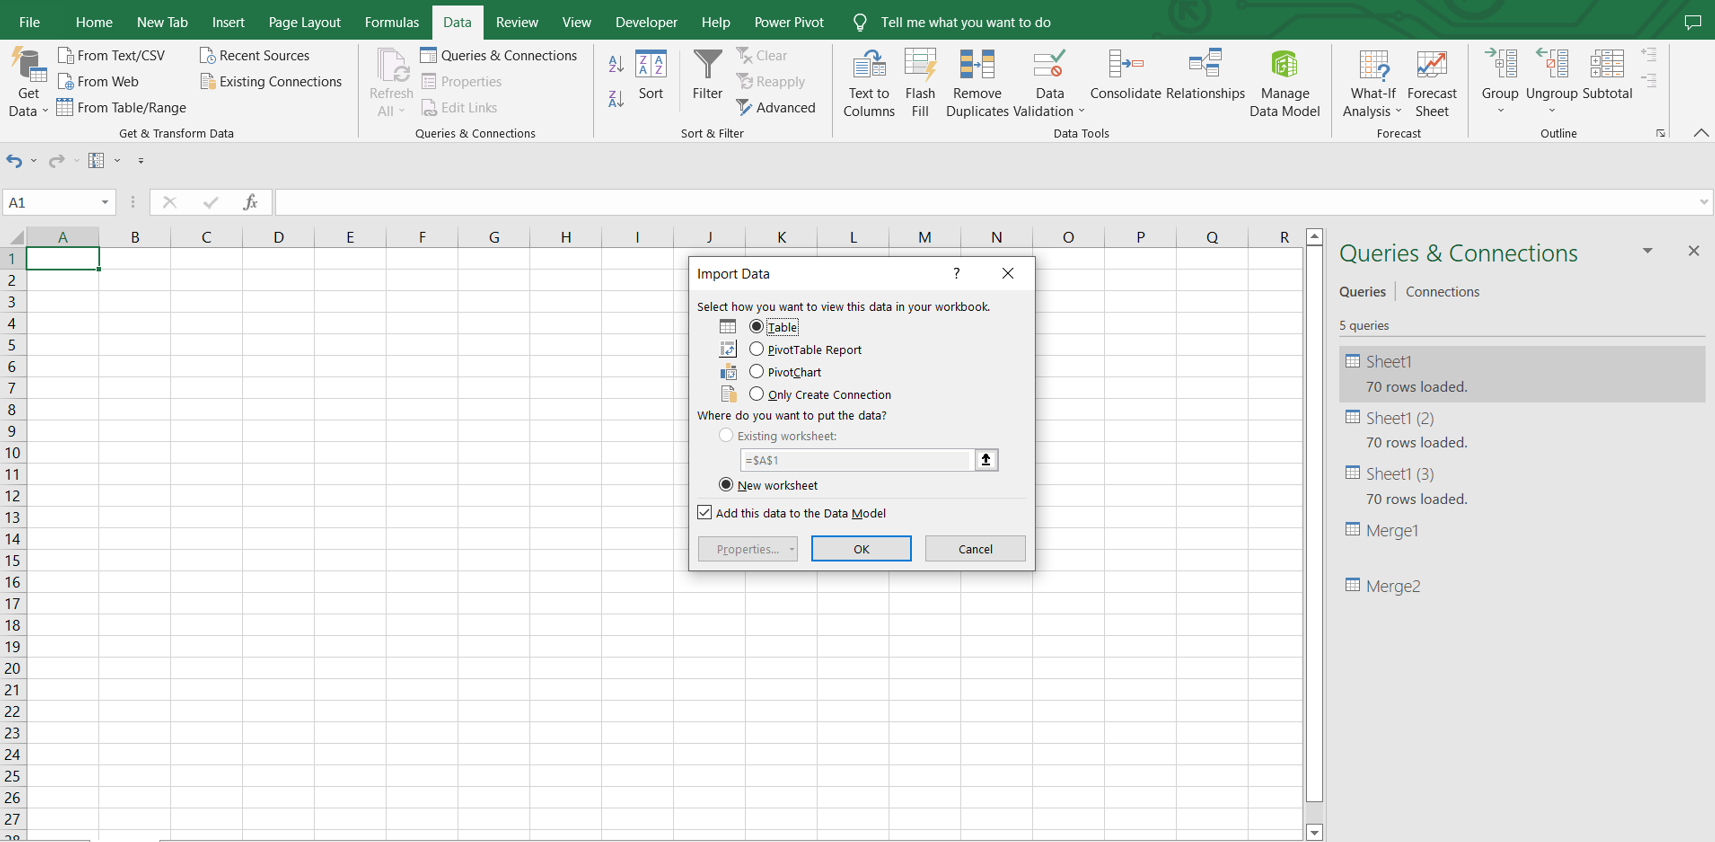 File Home New Tab Insert Page Layout Formulas Data Review View Developer Help Power Pivot Tell me what you want to do
Get Data
From Text/CSV
From Web
From Table/Range
Recent Sources
Existing Connections
Get & Transform Data
Refresh All
Queries & Connections
Properties
Edit Links
Queries & Connections
Sort
Filter
Clear
Reapply
Advanced
Sort & Filter
Text to Columns
Flash Fill
Remove Duplicates
Data Validation
Consolidate
Relationships
Manage Data Model
Data Tools
What-If Analysis
Forecast Sheet
Forecast
Group
Ungroup
Subtotal
Outline
A1
fx
A B C D E F G H I J K L M N O P Q R
1
2
3
4
5
6
7
8
9
10
11
12
13
14
15
16
17
18
19
20
21
22
23
24
25
26
27
28
Import Data ?
Select how you want to view this data in your workbook.
Table
PivotTable Report
PivotChart
Only Create Connection
Where do you want to put the data?
Existing worksheet:
=$A$1
New worksheet
Add this data to the Data Model
Properties... OK Cancel
Queries & Connections
Queries Connections
5 queries
Sheet1
70 rows loaded.
Sheet1 (2)
70 rows loaded.
Sheet1 (3)
70 rows loaded.
Merge1
Merge2